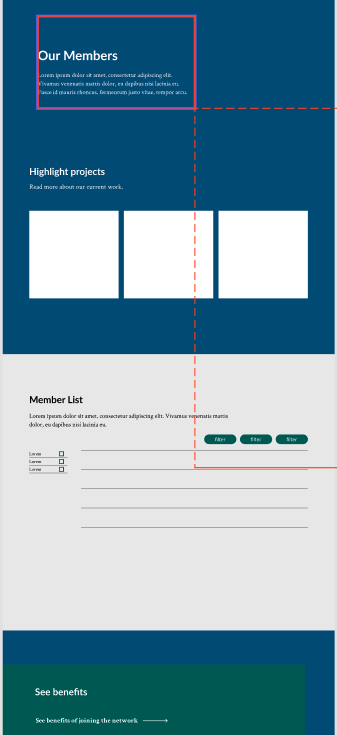 Our Members
Lorem ipsum dolor sit amet, consectetur adipiscing elit.
Vivamus mattis dolor, eu dapibus nisi lacinia eu.
Fusce id mauris rhoncus, fermentum justo vitae, tempor arcu.
Highlight projects
Read more about our current work.
Member List
Lorem ipsum dolor sit amet, consectetur adipiscing elit. Vivamus venenatis mattis
dolor, eu dapibus nisi lacinia eu.
filter filter filter
Lorem
Lorem
Lorem
See benefits
See benefits of joining the network